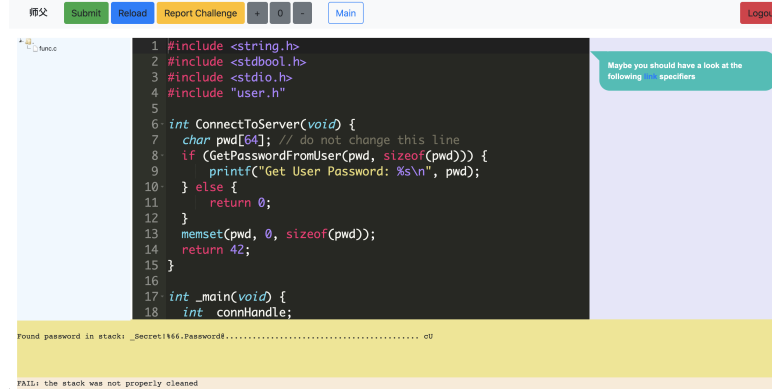 师父 Submit Reload Report Challenge + 0 - Main Logou
func.c
1 #include <string.h>
2 #include <stdbool.h>
3 #include <stdio.h>
4 #include "user.h"
5
6 int ConnectToServer(void) {
7 char pwd[64]; // do not change this line
8 if (GetPasswordFromUser(pwd, sizeof(pwd))) {
9 printf("Get User Password: %s\n", pwd);
10 } else {
11 return 0;
12 }
13 memset(pwd, 0, sizeof(pwd));
14 return 42;
15 }
16
17 int _main(void) {
18 int connHandle;
Maybe you should have a look at the
following link specifiers
Found password in stack: _Secret!%66.Password@.......................................... cU
FAIL: the stack was not properly cleaned